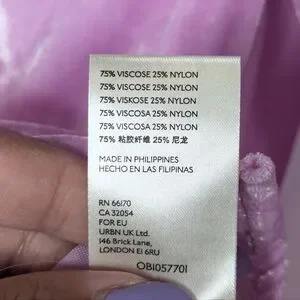 75% VISCOSE 25% NYLON
75% VISCOSE 25% NYLON
75% VISKOSE 25% NYLON
75% VISCOSA 25% NYLON
75% VISCOSA 25% NYLON
75% 粘胶纤维 25% 尼龙
MADE IN PHILIPPINES
HECHO EN LAS FILIPINAS
RN 66170
CA 32054
FOR EU
URBN UK Ltd.
146 Brick Lane,
LONDON E1 6RU
OB1057701